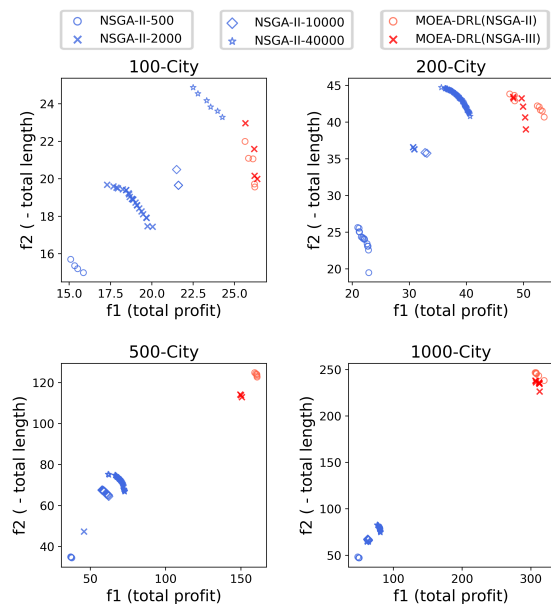 NSGA-II-500
NSGA-II-2000
NSGA-II-10000
NSGA-II-40000
MOEA-DRL(NSGA-II)
MOEA-DRL(NSGA-III)
100-City
f2 ( - total length)
24
22
20
18
16
15.0 17.5 20.0 22.5 25.0
f1 (total profit)
200-City
f2 ( - total length)
45
40
35
30
25
20
20 30 40 50
f1 (total profit)
500-City
f2 ( - total length)
120
100
80
60
40
50 100 150
f1 (total profit)
1000-City
f2 ( - total length)
250
200
150
100
50
100 200 300
f1 (total profit)